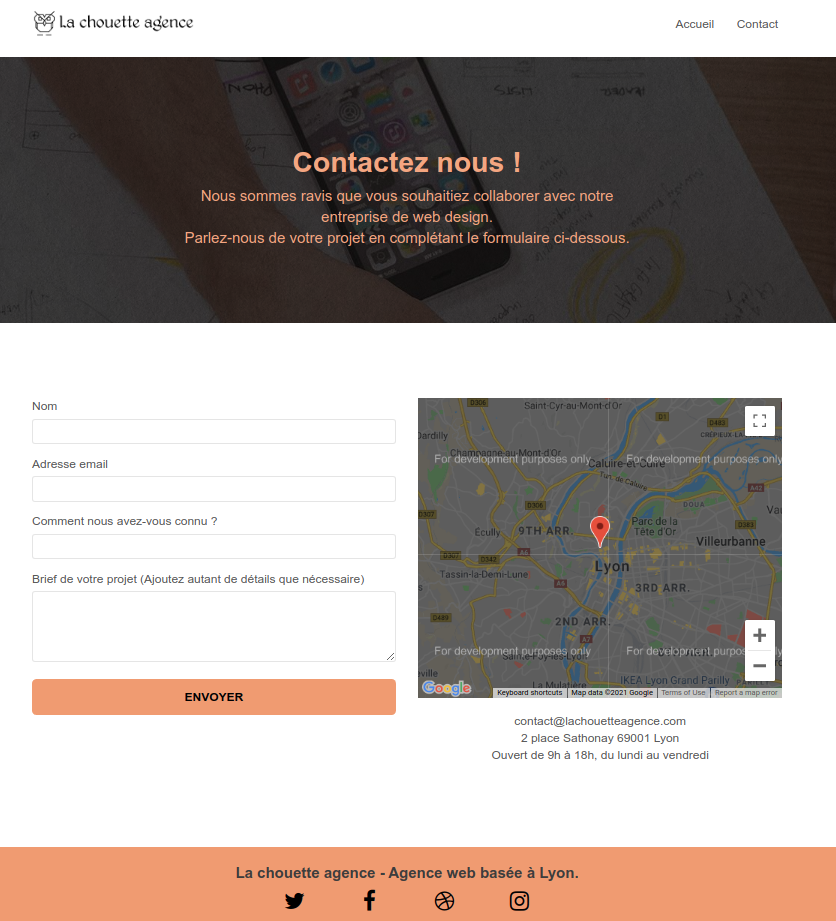 La chouette agence
Accueil Contact
Contactez nous !
Nous sommes ravis que vous souhaitiez collaborer avec notre
entreprise de web design.
Parlez-nous de votre projet en complétant le formulaire ci-dessous.
Nom
Adresse email
Comment nous avez-vous connu ?
Brief de votre projet (Ajoutez autant de détails que nécessaire)
ENVOYER
D306
Saint-Cyr-au-Mont-d'Or
D1
D483
Dardilly
Champagne-au-Mont-d'Or
For development purposes only
For development purposes only
Caluire-et-Cuire
Tun. de Caluire
A42
DOUA
D307
D306
9TH ARR.
Parc de la
Tête d'Or
D383
Écully
Villeurbanne
D307
D342
A6
Lyon
Tassin-la-Demi-Lune
A6
3RD ARR.
D489
2ND ARR.
A7
For development purposes only
For development purposes only
Sainte-Foy-lès-Lyon
IKEA Lyon Grand Parilly
PARILLY
La Mulatière
Google
Keyboard shortcuts
Map data ©2021 Google
Terms of Use
Report a map error
contact@lachouetteagence.com
2 place Sathonay 69001 Lyon
Ouvert de 9h à 18h, du lundi au vendredi
La chouette agence - Agence web basée à Lyon.